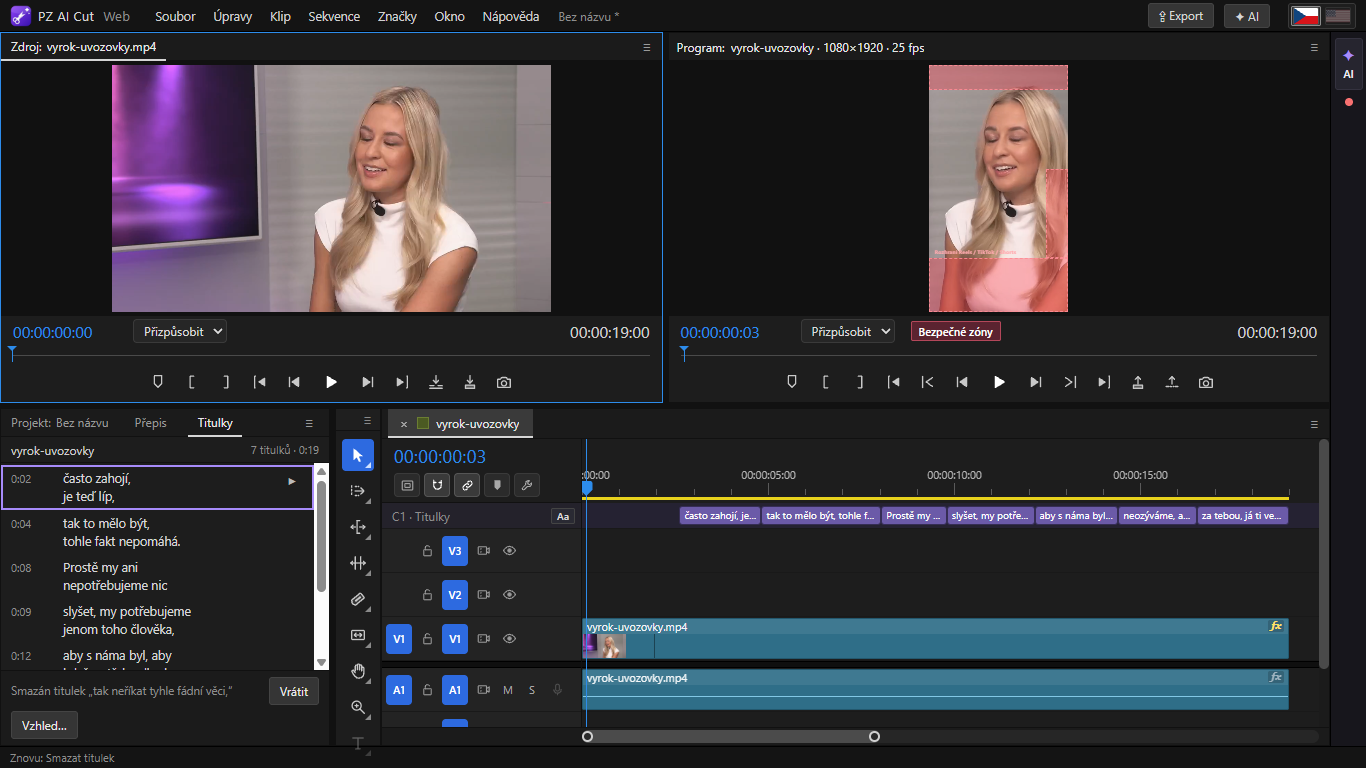 PZ AI Cut Web Soubor Úpravy Klip Sekvence Značky Okno Nápověda Bez názvu * Export AI
Zdroj: vyrok-uvozovky.mp4
Program: vyrok-uvozovky · 1080×1920 · 25 fps
AI
00:00:00:00 Přizpůsobit 00:00:19:00
00:00:00:03 Přizpůsobit Bezpečné zóny 00:00:19:00
Projekt: Bez názvu Přepis Titulky
vyrok-uvozovky 7 titulků · 0:19
0:02 často zahojí,
je teď líp,
0:04 tak to mělo být,
tohle fakt nepomáhá.
0:08 Prostě my ani
nepotřebujeme nic
0:09 slyšet, my potřebujeme
jenom toho člověka,
0:12 aby s náma byl, aby
Smazán titulek „tak neříkat tyhle fádní věci,“ Vrátit
Vzhled...
Znovu: Smazat titulek
× vyrok-uvozovky
00:00:00:03
:00:00 00:00:05:00 00:00:10:00 00:00:15:00
C1 · Titulky Aa často zahojí, je... tak to mělo být, tohle f... Prostě my ... slyšet, my potře... aby s náma byl... neozýváme, a... za tebou, já ti ve...
V3
V2
V1 V1 vyrok-uvozovky.mp4 fx
A1 A1 M S vyrok-uvozovky.mp4 fx